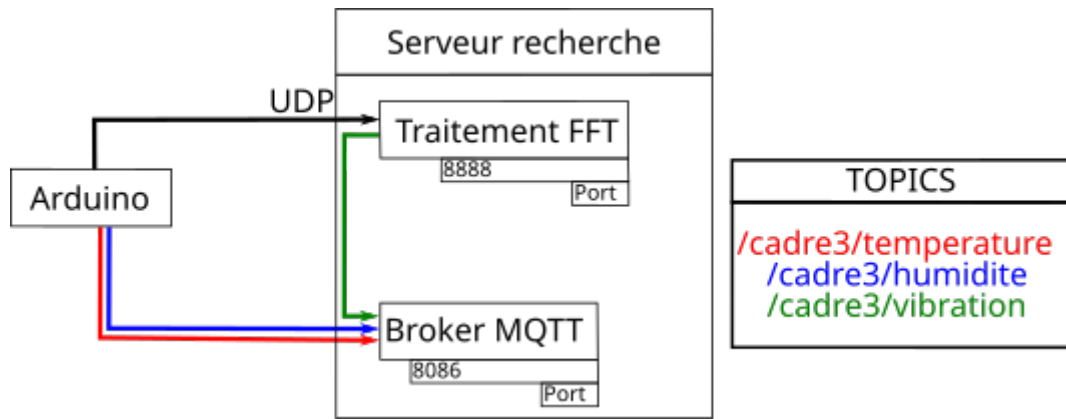 Serveur recherche
UDP
Traitement FFT
8888
Port
Arduino
TOPICS
/cadre3/temperature
/cadre3/humidite
/cadre3/vibration
Broker MQTT
8086
Port